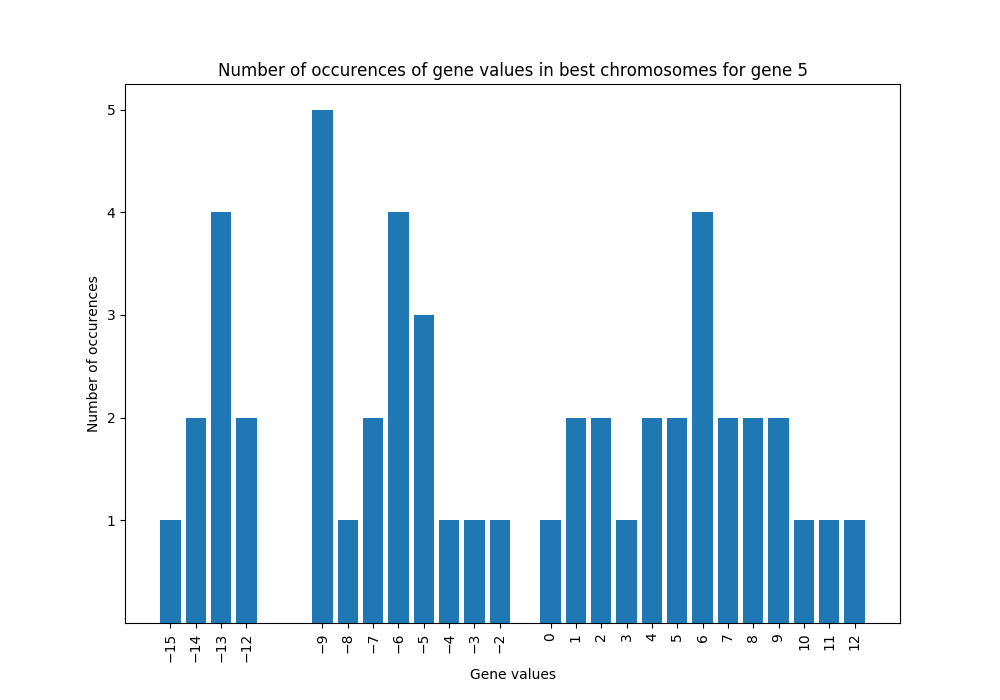 Number of occurences of gene values in best chromosomes for gene 5
5
4
3
2
1
Number of occurences
−15 −14 −13 −12 −9 −8 −7 −6 −5 −4 −3 −2 0 1 2 3 4 5 6 7 8 9 10 11 12
Gene values